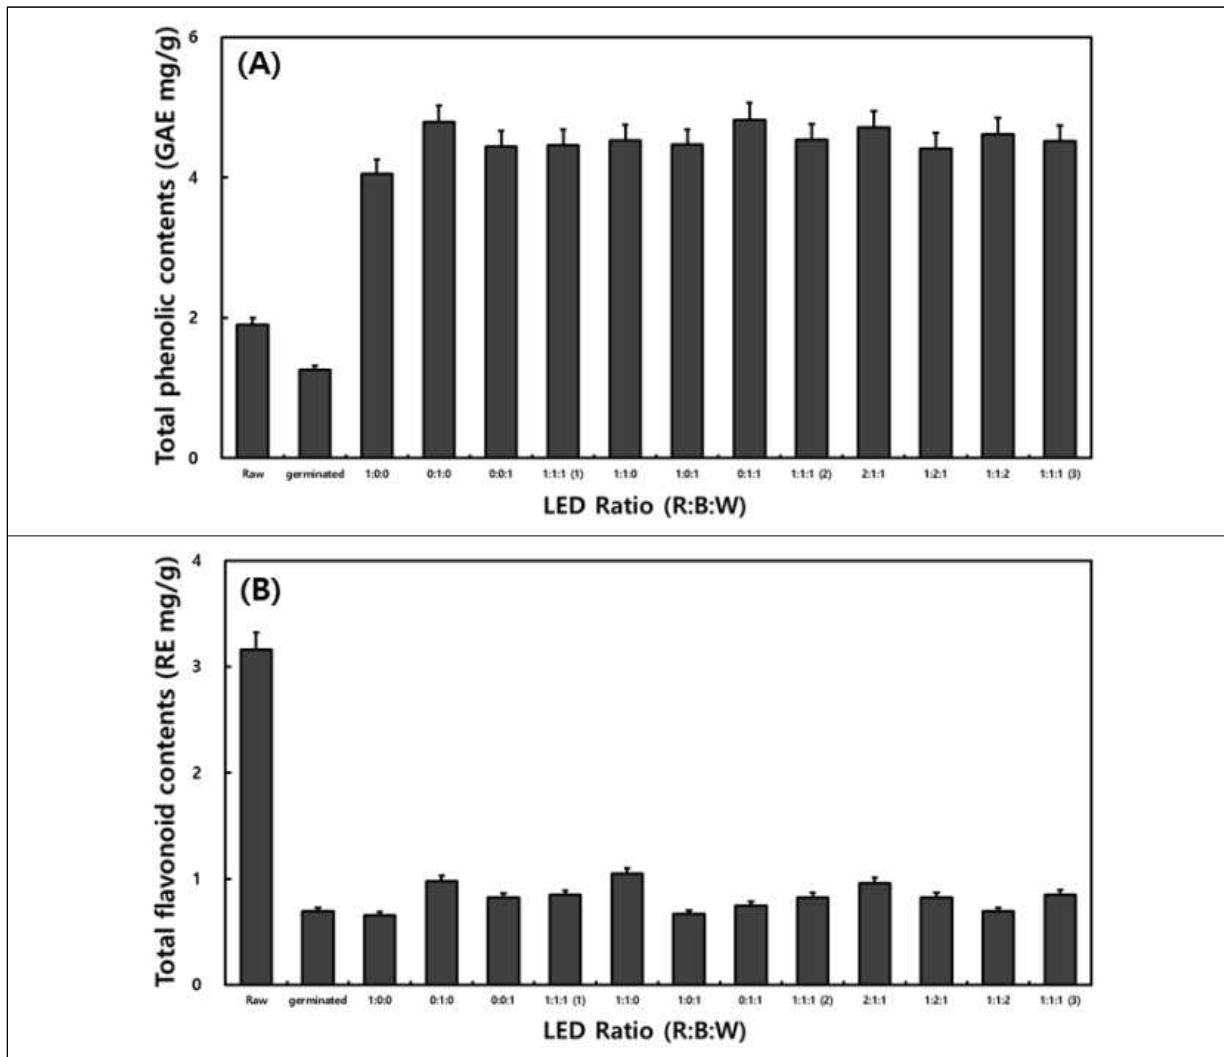 Total phenolic contents (GAE mg/g)
(A)
6
4
2
0
Raw germinated 1:0:0 0:1:0 0:0:1 1:1:1 (1) 1:1:0 1:0:1 0:1:1 1:1:1 (2) 2:1:1 1:2:1 1:1:2 1:1:1 (3)
LED Ratio (R:B:W)
Total flavonoid contents (RE mg/g)
(B)
4
3
2
1
0
Raw germinated 1:0:0 0:1:0 0:0:1 1:1:1 (1) 1:1:0 1:0:1 0:1:1 1:1:1 (2) 2:1:1 1:2:1 1:1:2 1:1:1 (3)
LED Ratio (R:B:W)